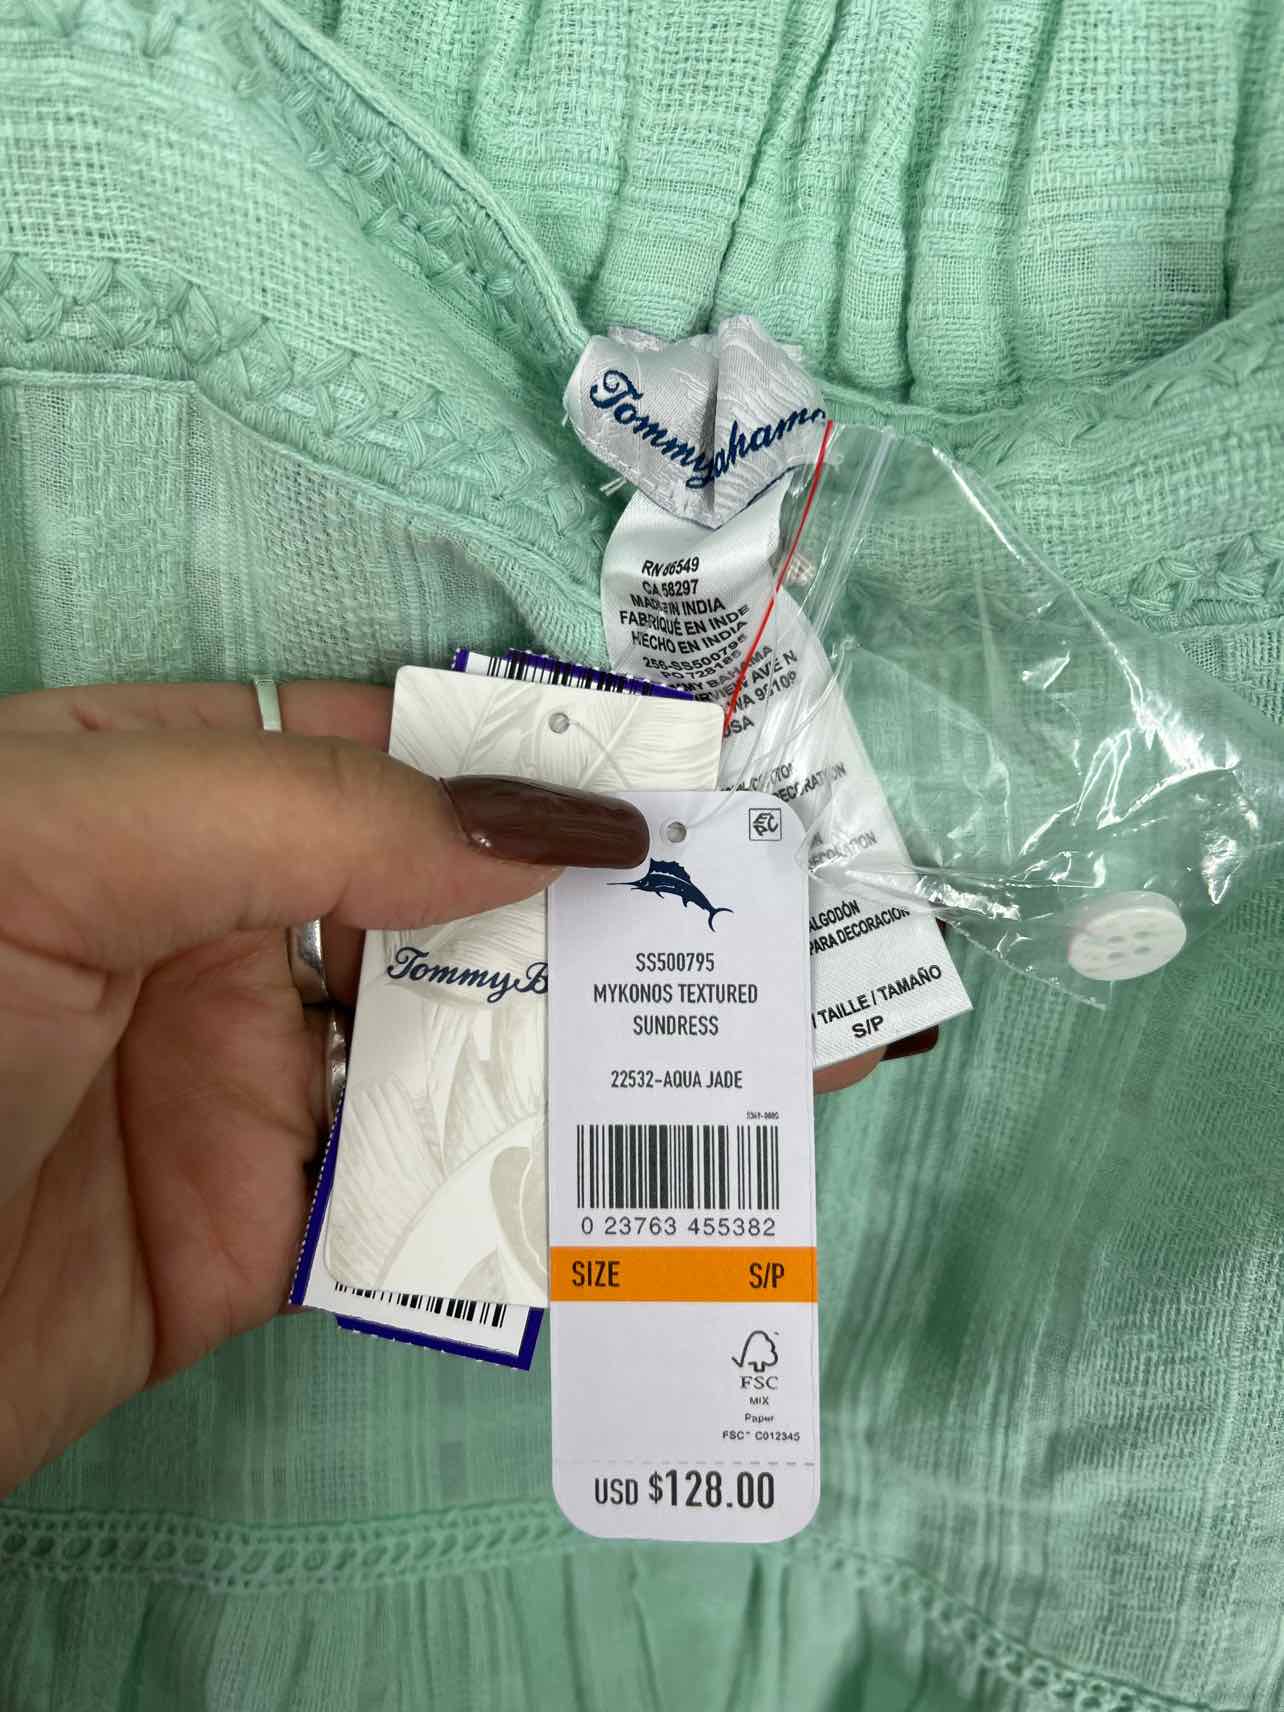 Tommy
RN 86549
CA 58297
MADE IN INDIA
FABRIQUÉ EN INDE
HECHO EN INDIA
256-SS500795
BAHAMA
AVE N
USA
ALGODÓN
PARA DECORACIÓN
/ TAILLE / TAMAÑO
S/P
Tommy B
SS500795
MYKONOS TEXTURED
SUNDRESS
22532-AQUA JADE
0 23763 455382
SIZE S/P
FSC
MIX
Paper
FSC™ C012345
USD $128.00